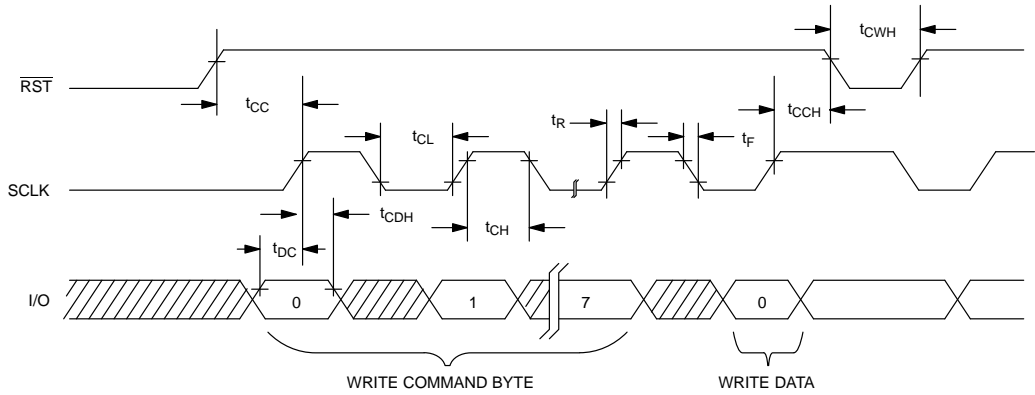 tCWH
RST
tCC
tCCH
tR
tF
tCL
SCLK
tCDH
tCH
tDC
I/O
0
1
7
0
WRITE COMMAND BYTE
WRITE DATA